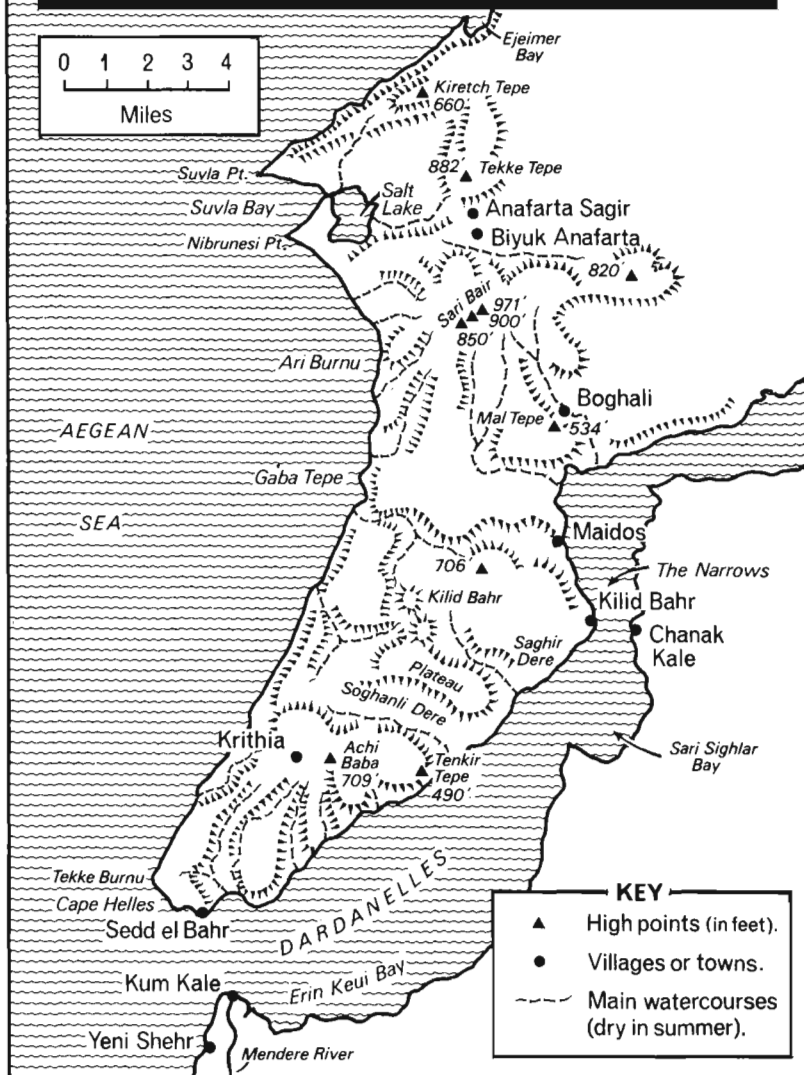 Ejeimer
Bay
0 1 2 3 4
Miles
Kiretch Tepe
660'
Suvla Pt.
882' Tekke Tepe
Salt
Lake
Suvla Bay
Anafarta Sagir
Nibrunesi Pt.
Biyuk Anafarta
820'
Sari Bair
971'
900'
850'
Ari Burnu
Boghali
Mal Tepe
534'
AEGEAN
SEA
Gaba Tepe
Maidos
706'
The Narrows
Kilid Bahr
Kilid Bahr
Plateau
Saghir
Dere
Chanak
Kale
Soghanli Dere
Krithia
Achi
Baba
709'
Tenkir
Tepe
490'
Sari Sighlar
Bay
Tekke Burnu
Cape Helles
Sedd el Bahr
DARDANELLES
Kum Kale
Erin Keui Bay
Yeni Shehr
Mendere River
KEY
High points (in feet).
Villages or towns.
Main watercourses
(dry in summer).